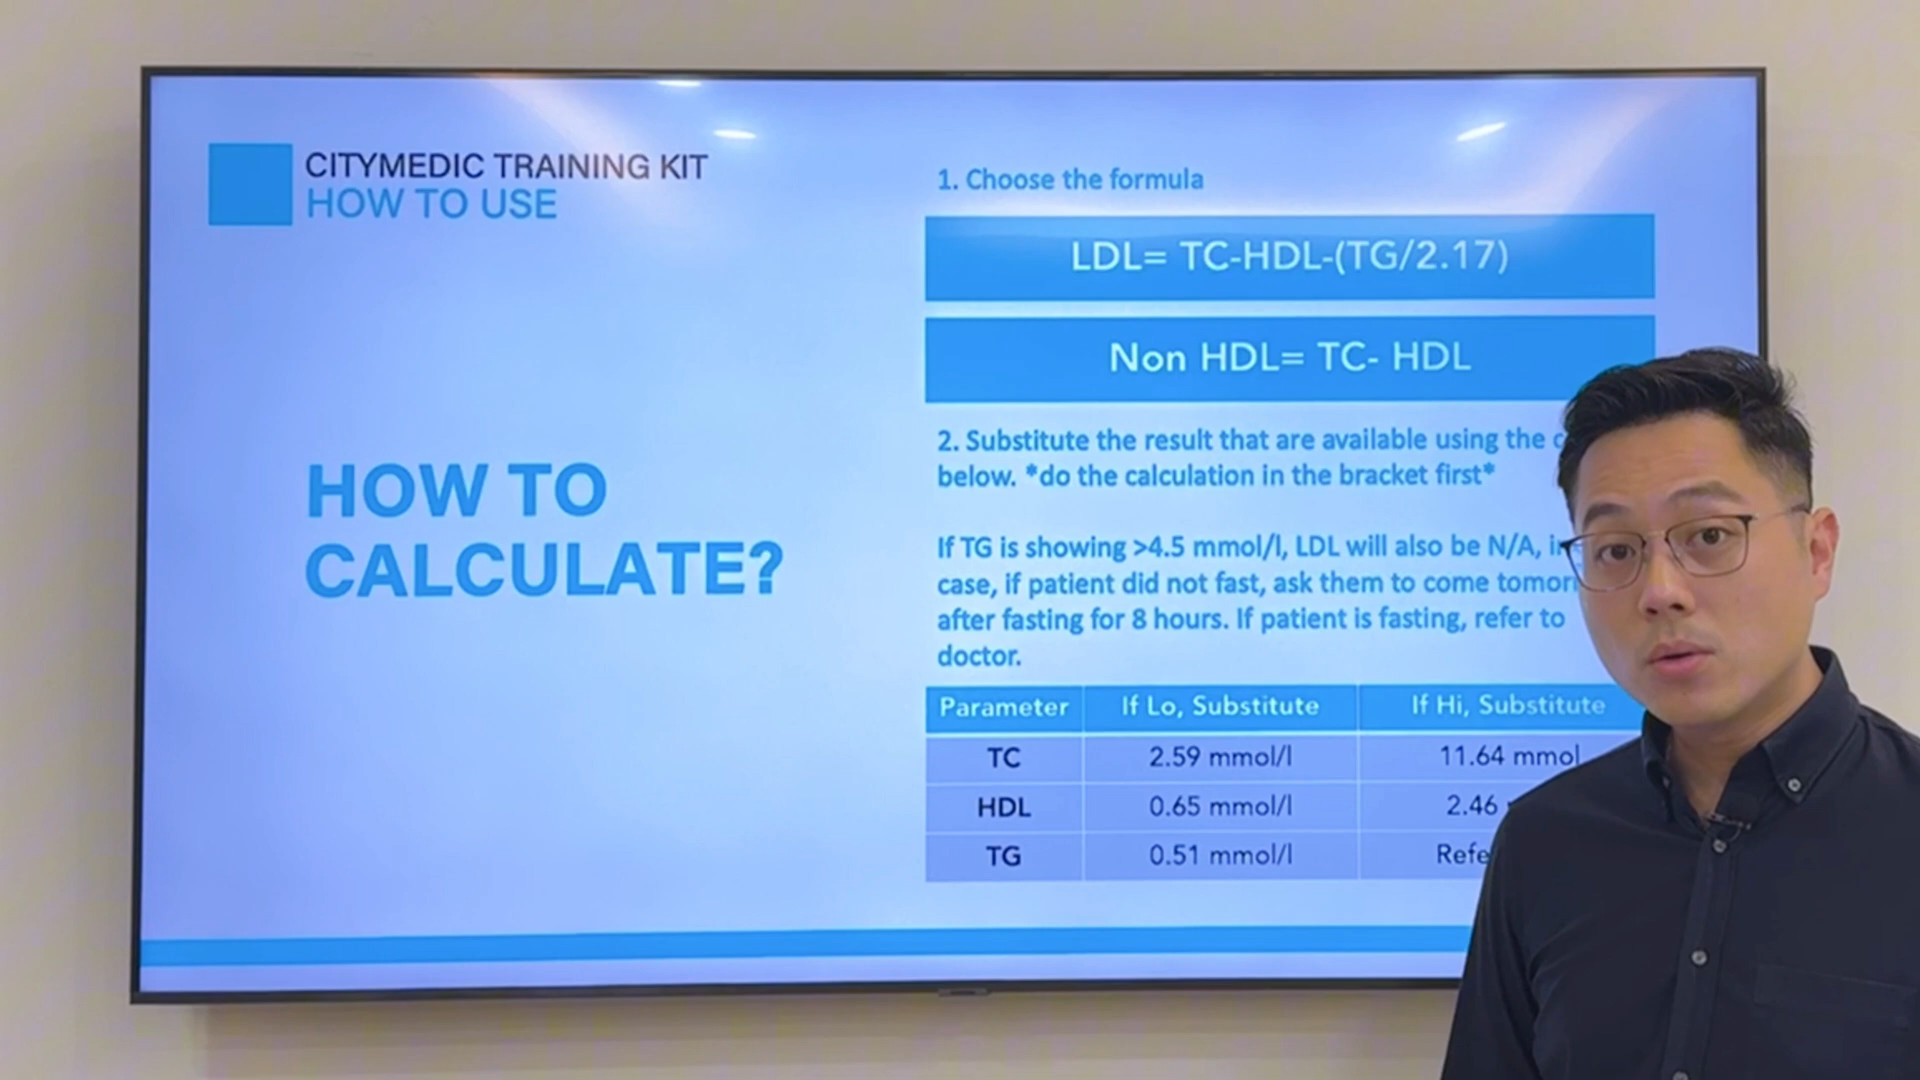 CITYMEDIC TRAINING KIT
HOW TO USE
HOW TO
CALCULATE?
1. Choose the formula
LDL= TC-HDL-(TG/2.17)
Non HDL= TC- HDL
2. Substitute the result that are available using the
below. *do the calculation in the bracket first*
If TG is showing >4.5 mmol/l, LDL will also be N/A,
case, if patient did not fast, ask them to come
after fasting for 8 hours. If patient is fasting, refer to
doctor.
Parameter If Lo, Substitute If Hi, Substitute
TC 2.59 mmol/l 11.64
HDL 0.65 mmol/l 2.46
TG 0.51 mmol/l